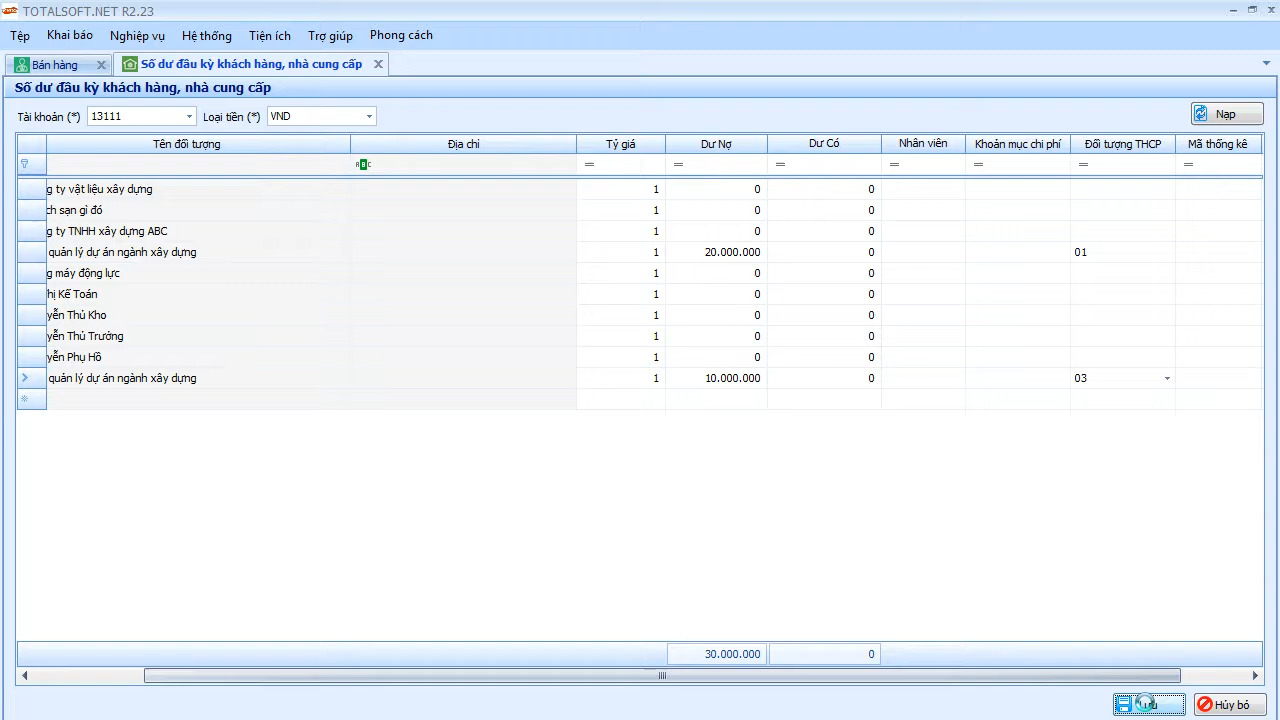 TOTALSOFT.NET R2.23
Tệp Khai báo Nghiệp vụ Hệ thống Tiện ích Trợ giúp Phong cách
Bán hàng Số dư đầu kỳ khách hàng, nhà cung cấp
Số dư đầu kỳ khách hàng, nhà cung cấp
Tài khoản (*) 13111 Loại tiền (*) VND Nạp
Tên đối tượng Địa chỉ Tỷ giá Dư Nợ Dư Có Nhân viên Khoản mục chi phí Đối tượng THCP Mã thống kê
= = = = = = =
g ty vật liệu xây dựng 1 0 0
ch sạn gì đó 1 0 0
g ty TNHH xây dựng ABC 1 0 0
quản lý dự án ngành xây dựng 1 20.000.000 0 01
g máy động lực 1 0 0
hị Kế Toán 1 0 0
yễn Thủ Kho 1 0 0
yễn Thủ Trưởng 1 0 0
yễn Phụ Hồ 1 0 0
quản lý dự án ngành xây dựng 1 10.000.000 0 03
30.000.000 0
Hủy bỏ